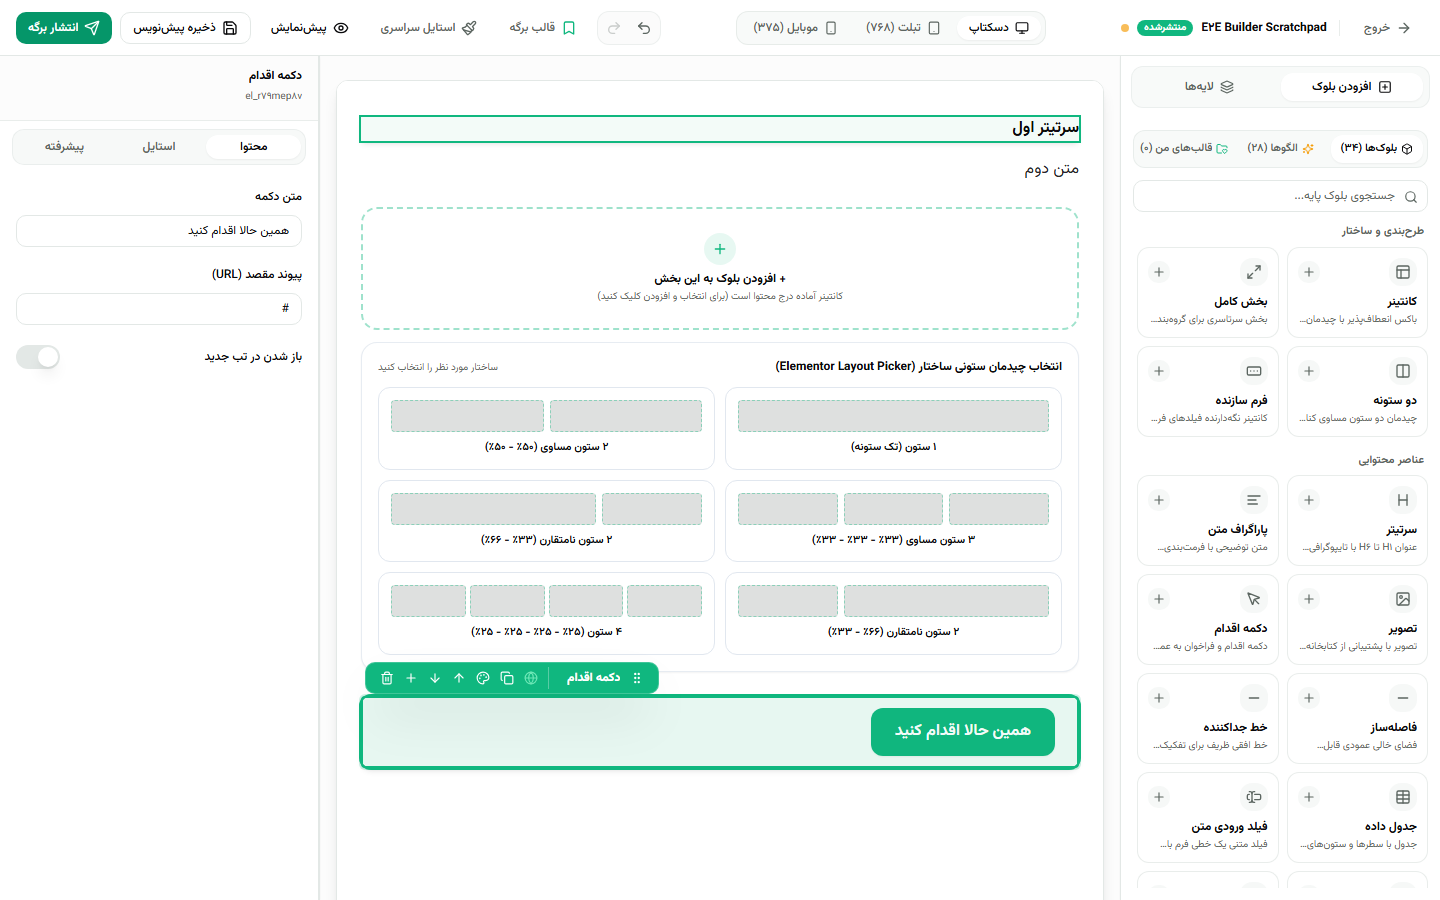 خروج
E2E Builder Scratchpad
منتشرشده
دسکتاپ
تبلت (۷۶۸)
موبایل (۳۷۵)
قالب برگه
استایل سراسری
پیش‌نمایش
ذخیره پیش‌نویس
انتشار برگه
افزودن بلوک
لایه‌ها
بلوک‌ها (۳۴)
الگوها (۲۸)
قالب‌های من (۰)
جستجوی بلوک پایه...
طرح‌بندی و ساختار
کانتینر
باکس انعطاف‌پذیر با چیدمان...
بخش کامل
بخش سرتاسری برای گروه‌بند...
دو ستونه
چیدمان دو ستون مساوی کنا...
فرم سازنده
کانتینر نگه‌دارنده فیلدهای فر...
عناصر محتوایی
سرتیتر
عنوان H۱ تا H۶ با تایپوگرافی...
پاراگراف متن
متن توضیحی با فرمت‌بندی...
تصویر
تصویر با پشتیبانی از کتابخانه...
دکمه اقدام
دکمه اقدام و فراخوان به عمـ...
فاصله‌ساز
فضای خالی عمودی قابل...
خط جداکننده
خط افقی ظریف برای تفکیک...
جدول داده
جدول با سطرها و ستون‌های...
فیلد ورودی متن
فیلد متنی یک خطی فرم با...
سرتیتر اول
متن دوم
+ افزودن بلوک به این بخش
کانتینر آماده درج محتوا است (برای انتخاب و افزودن کلیک کنید)
انتخاب چیدمان ستونی ساختار (Elementor Layout Picker)
ساختار مورد نظر را انتخاب کنید
۱ ستون (تک ستونه)
۲ ستون مساوی (۵۰٪ - ۵۰٪)
۳ ستون مساوی (۳۳٪ - ۳۳٪ - ۳۳٪)
۲ ستون نامتقارن (۳۳٪ - ۶۶٪)
۲ ستون نامتقارن (۶۶٪ - ۳۳٪)
۴ ستون (۲۵٪ - ۲۵٪ - ۲۵٪ - ۲۵٪)
دکمه اقدام
همین حالا اقدام کنید
دکمه اقدام
el_r۷۹mep۸v
محتوا
استایل
پیشرفته
متن دکمه
همین حالا اقدام کنید
پیوند مقصد (URL)
#
باز شدن در تب جدید